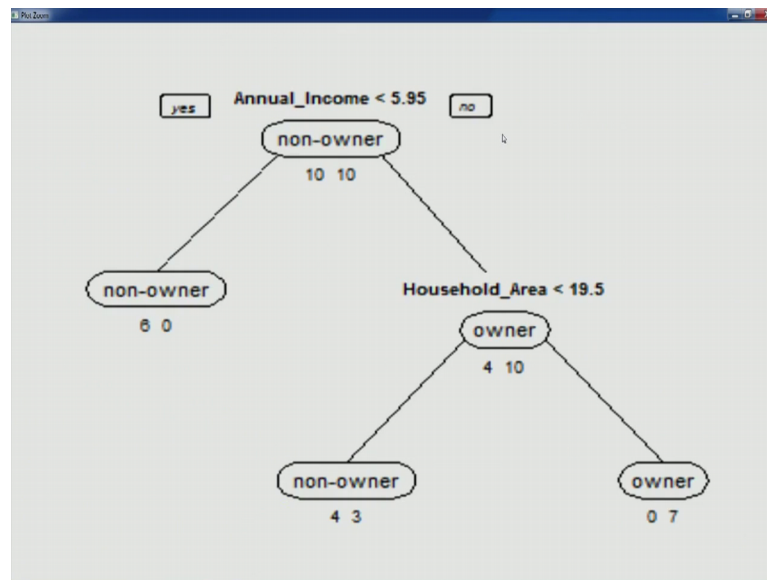 Plot Zoom
yes
Annual_Income < 5.95
no
non-owner
10 10
non-owner
6 0
Household_Area < 19.5
owner
4 10
non-owner
4 3
owner
0 7